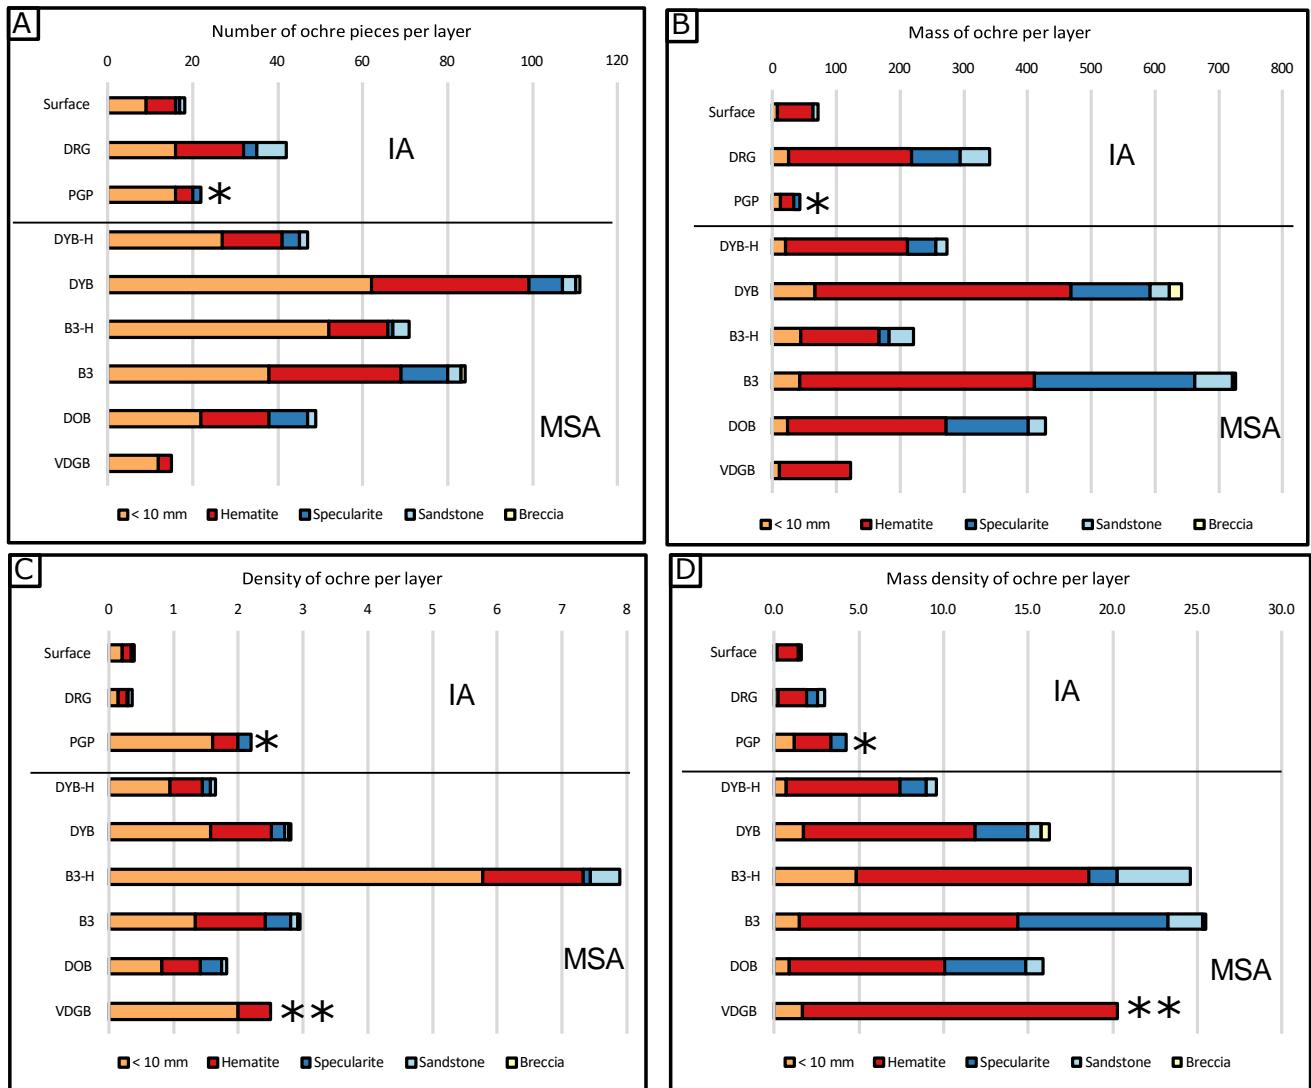 A
Number of ochre pieces per layer
0 20 40 60 80 100 120
Surface
DRG
IA
PGP *
DYB-H
DYB
B3-H
B3
DOB
MSA
VDGB
< 10 mm Hematite Specularite Sandstone Breccia
B
Mass of ochre per layer
0 100 200 300 400 500 600 700 800
Surface
DRG
IA
PGP *
DYB-H
DYB
B3-H
B3
DOB
MSA
VDGB
< 10 mm Hematite Specularite Sandstone Breccia
C
Density of ochre per layer
0 1 2 3 4 5 6 7 8
Surface
DRG
IA
PGP *
DYB-H
DYB
B3-H
B3
MSA
DOB
VDGB * *
< 10 mm Hematite Specularite Sandstone Breccia
D
Mass density of ochre per layer
0.0 5.0 10.0 15.0 20.0 25.0 30.0
Surface
DRG
IA
PGP *
DYB-H
DYB
B3-H
B3
DOB
MSA
VDGB * *
< 10 mm Hematite Specularite Sandstone Breccia